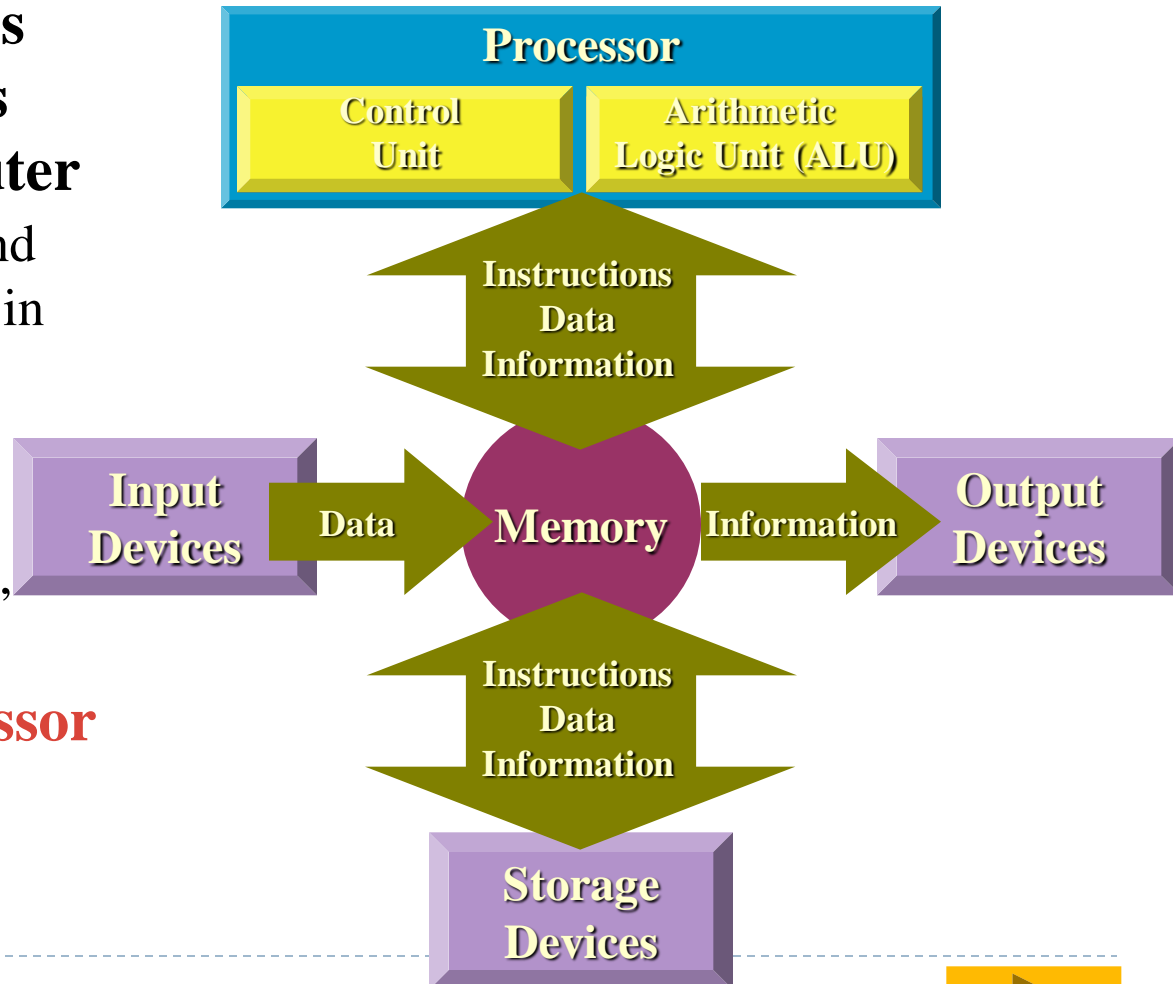 s
Processor
s
Control
Unit
Arithmetic
Logic Unit (ALU)
uter
nd
in
Instructions
Data
Information
Input
Devices
Data
Memory
Information
Output
Devices
,
Instructions
Data
Information
ssor
Storage
Devices